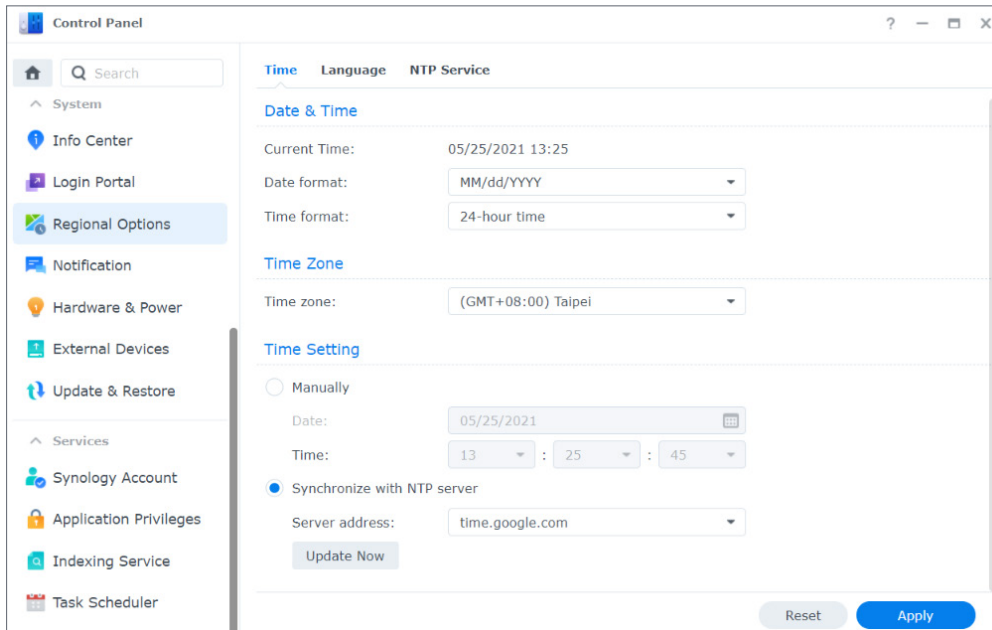 Control Panel
?
Search
System
Info Center
Login Portal
Regional Options
Notification
Hardware & Power
External Devices
Update & Restore
Services
Synology Account
Application Privileges
Indexing Service
Task Scheduler
Time Language NTP Service
Date & Time
Current Time: 05/25/2021 13:25
Date format: MM/dd/YYYY
Time format: 24-hour time
Time Zone
Time zone: (GMT+08:00) Taipei
Time Setting
Manually
Date: 05/25/2021
Time: 13 : 25 : 45
Synchronize with NTP server
Server address: time.google.com
Update Now
Reset Apply